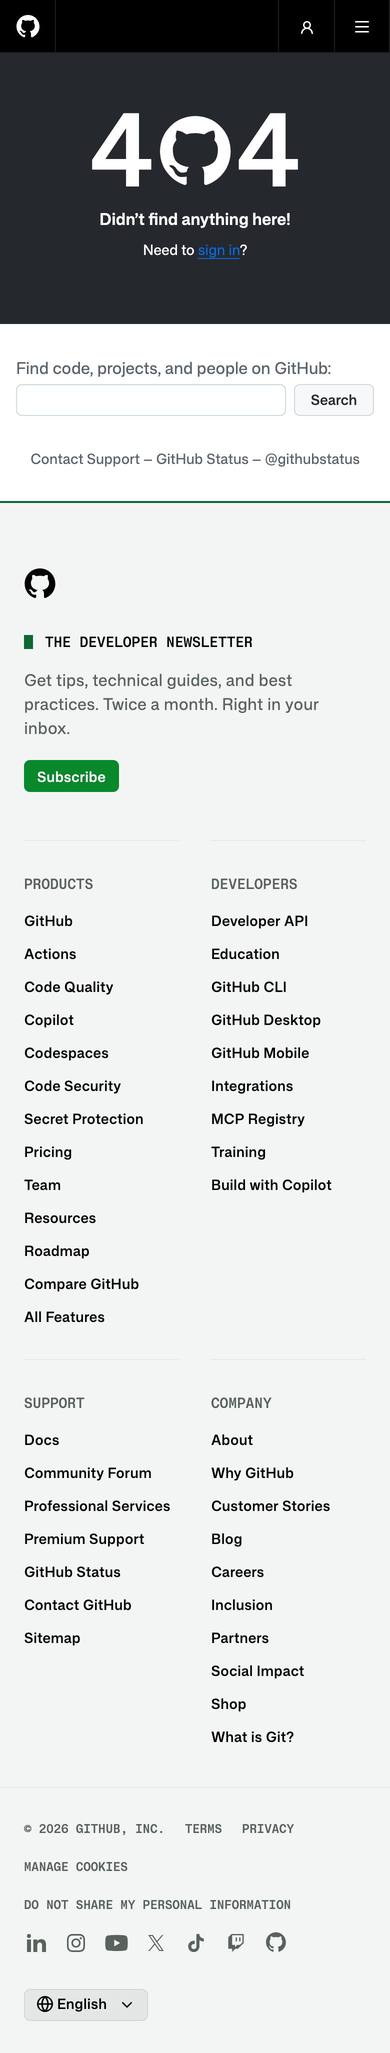 404
Didn't find anything here!
Need to sign in?
Find code, projects, and people on GitHub:
Search
Contact Support — GitHub Status — @githubstatus
THE DEVELOPER NEWSLETTER
Get tips, technical guides, and best
practices. Twice a month. Right in your
inbox.
Subscribe
PRODUCTS
GitHub
Actions
Code Quality
Copilot
Codespaces
Code Security
Secret Protection
Pricing
Team
Resources
Roadmap
Compare GitHub
All Features
DEVELOPERS
Developer API
Education
GitHub CLI
GitHub Desktop
GitHub Mobile
Integrations
MCP Registry
Training
Build with Copilot
SUPPORT
Docs
Community Forum
Professional Services
Premium Support
GitHub Status
Contact GitHub
Sitemap
COMPANY
About
Why GitHub
Customer Stories
Blog
Careers
Inclusion
Partners
Social Impact
Shop
What is Git?
© 2026 GITHUB, INC. TERMS PRIVACY
MANAGE COOKIES
DO NOT SHARE MY PERSONAL INFORMATION
English